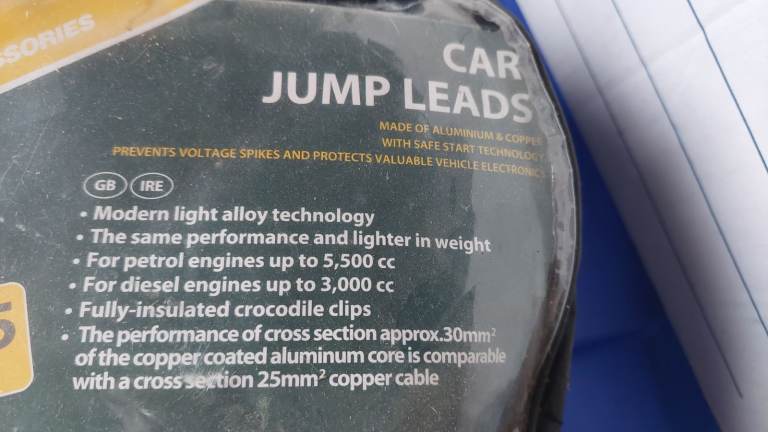 SSORIES
CAR
JUMP LEADS
MADE OF ALUMINIUM & COPPER
WITH SAFE START TECHNOLOGY
PREVENTS VOLTAGE SPIKES AND PROTECTS VALUABLE VEHICLE ELECTRONICS
GB IRE
• Modern light alloy technology
• The same performance and lighter in weight
• For petrol engines up to 5,500 cc
• For diesel engines up to 3,000 cc
• Fully-insulated crocodile clips
• The performance of cross section approx.30mm²
of the copper coated aluminum core is comparable
with a cross section 25mm² copper cable
5